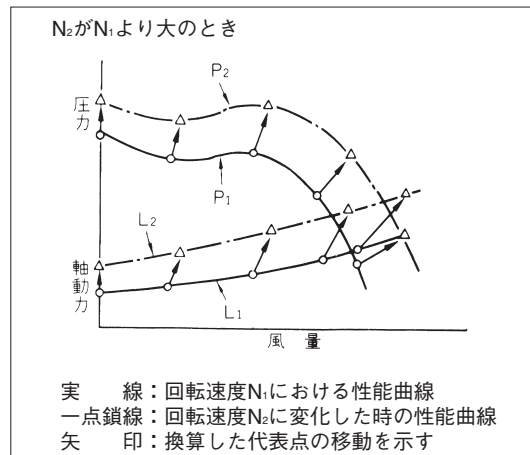 N₂がN₁より大のとき
P₂
圧力
P₁
L₂
軸動力
L₁
風 量
実 線：回転速度N₁における性能曲線
一点鎖線：回転速度N₂に変化した時の性能曲線
矢 印：換算した代表点の移動を示す